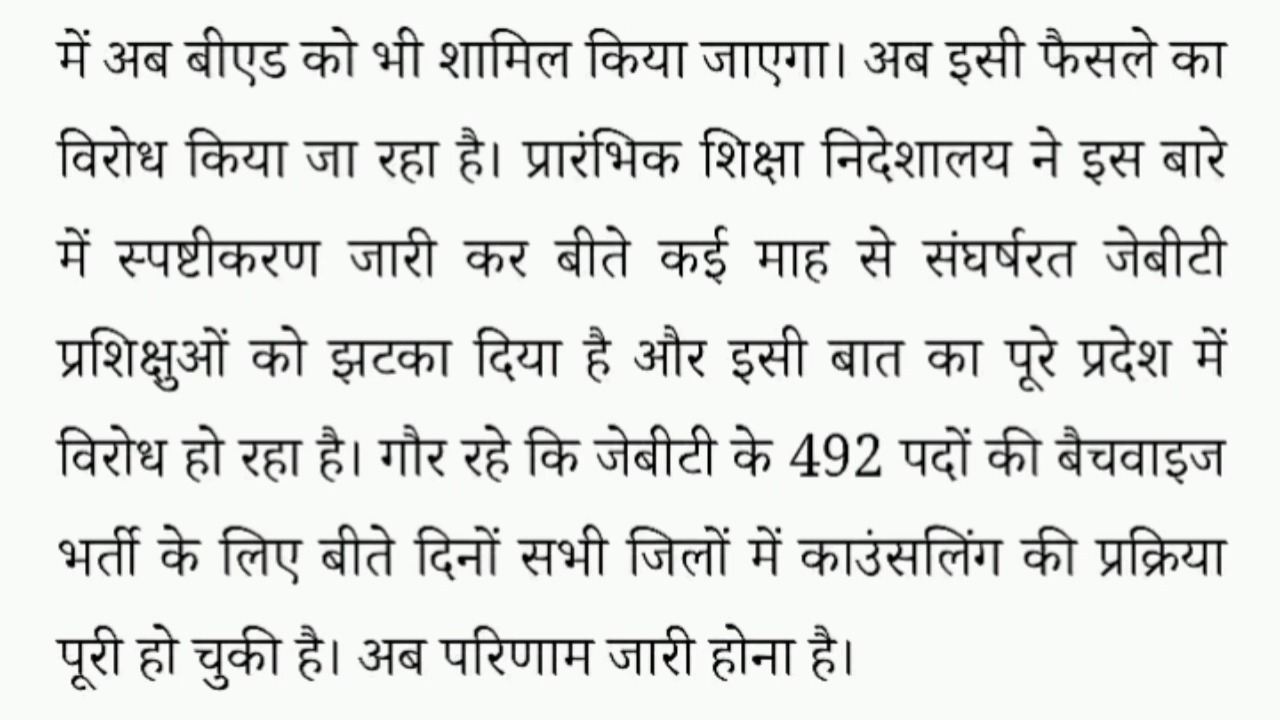 में अब बीएड को भी शामिल किया जाएगा। अब इसी फैसले का
विरोध किया जा रहा है। प्रारंभिक शिक्षा निदेशालय ने इस बारे
में स्पष्टीकरण जारी कर बीते कई माह से संघर्षरत जेबीटी
प्रशिक्षुओं को झटका दिया है और इसी बात का पूरे प्रदेश में
विरोध हो रहा है। गौर रहे कि जेबीटी के 492 पदों की बैचवाइज
भर्ती के लिए बीते दिनों सभी जिलों में काउंसलिंग की प्रक्रिया
पूरी हो चुकी है। अब परिणाम जारी होना है।